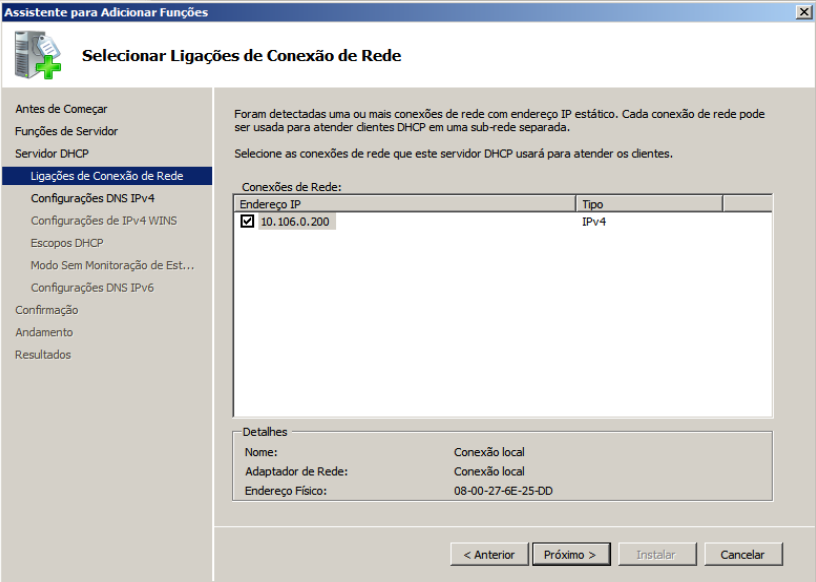 Assistente para Adicionar Funções
Selecionar Ligações de Conexão de Rede
Antes de Começar
Funções de Servidor
Servidor DHCP
Ligações de Conexão de Rede
Configurações DNS IPv4
Configurações de IPv4 WINS
Escopos DHCP
Modo Sem Monitoração de Est...
Configurações DNS IPv6
Confirmação
Andamento
Resultados
Foram detectadas uma ou mais conexões de rede com endereço IP estático. Cada conexão de rede pode
ser usada para atender clientes DHCP em uma sub-rede separada.
Selecione as conexões de rede que este servidor DHCP usará para atender os clientes.
Conexões de Rede:
Endereço IP Tipo
10.106.0.200 IPv4
Detalhes
Nome: Conexão local
Adaptador de Rede: Conexão local
Endereço Físico: 08-00-27-6E-25-DD
< Anterior Próximo > Instalar Cancelar